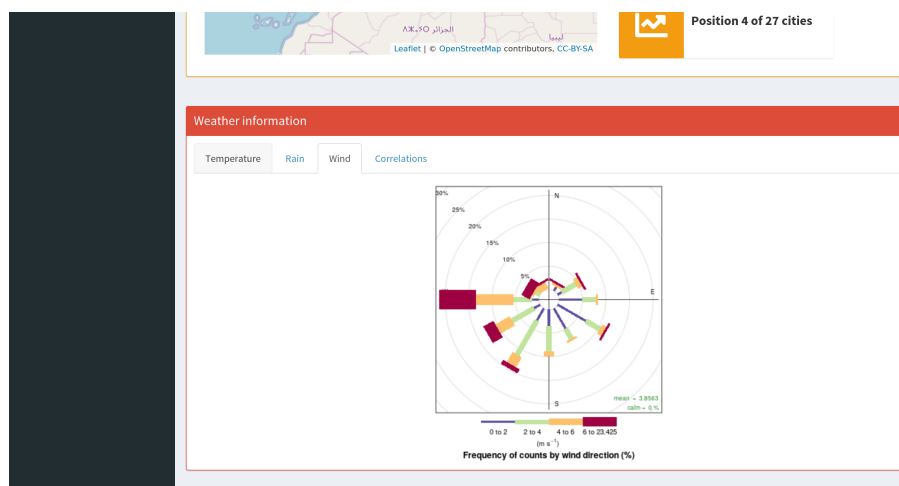 Position 4 of 27 cities
الجزائر
ليبيا
Leaflet | © OpenStreetMap contributors, CC-BY-SA
Weather information
Temperature Rain Wind Correlations
30%
25%
20%
15%
10%
5%
N
E
S
mean = 3.8563
calm = 0 %
0 to 2 2 to 4 4 to 6 6 to 23.425
(m s⁻¹)
Frequency of counts by wind direction (%)